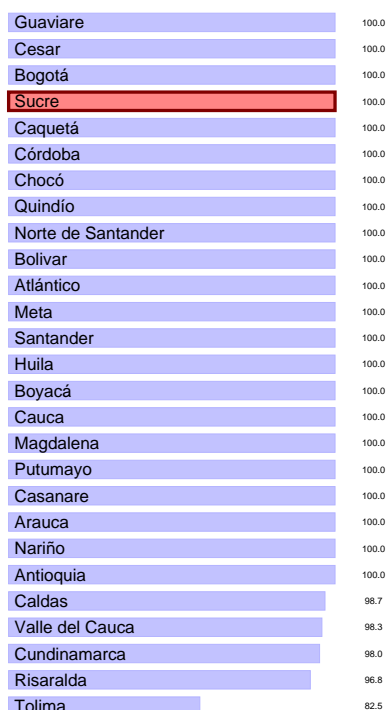 Guaviare 100.0
Cesar 100.0
Bogotá 100.0
Sucre 100.0
Caquetá 100.0
Córdoba 100.0
Chocó 100.0
Quindío 100.0
Norte de Santander 100.0
Bolivar 100.0
Atlántico 100.0
Meta 100.0
Santander 100.0
Huila 100.0
Boyacá 100.0
Cauca 100.0
Magdalena 100.0
Putumayo 100.0
Casanare 100.0
Arauca 100.0
Nariño 100.0
Antioquia 100.0
Caldas 98.7
Valle del Cauca 98.3
Cundinamarca 98.0
Risaralda 96.8
Tolima 82.5